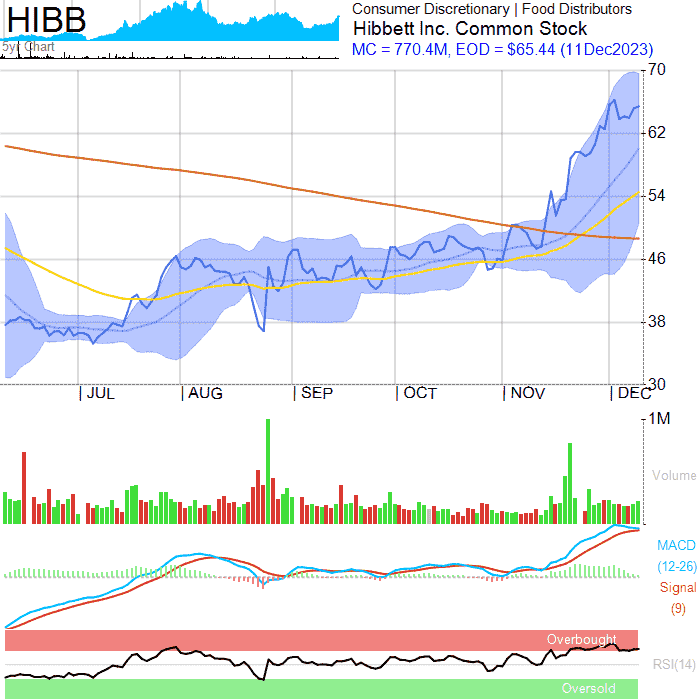 HIBB
5yr Chart
Consumer Discretionary | Food Distributors
Hibbett Inc. Common Stock
MC = 770.4M, EOD = $65.44 (11Dec2023)
70
62
54
46
38
30
JUL
AUG
SEP
OCT
NOV
DEC
1M
Volume
MACD
(12-26)
Signal
(9)
Overbought
RSI(14)
Oversold